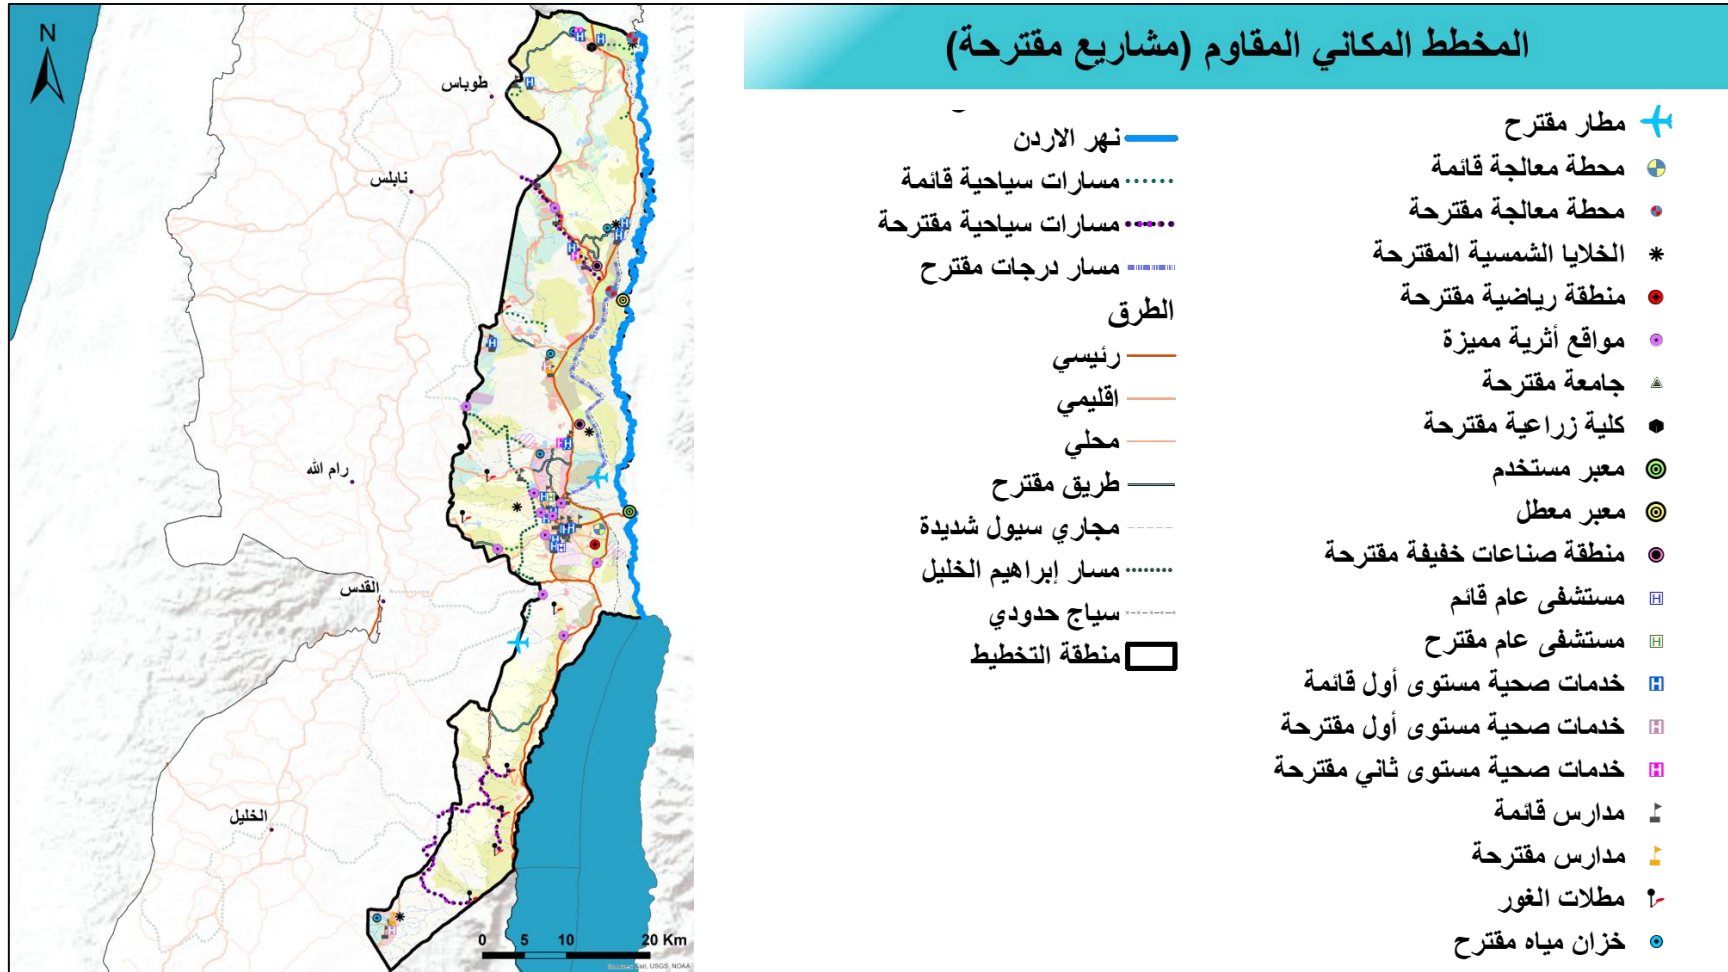 المخطط المكاني المقاوم (مشاريع مقترحة)
مطار مقترح
محطة معالجة قائمة
محطة معالجة مقترحة
الخلايا الشمسية المقترحة
منطقة رياضية مقترحة
مواقع أثرية مميزة
جامعة مقترحة
كلية زراعية مقترحة
معبر مستخدم
معبر معطل
منطقة صناعات خفيفة مقترحة
مستشفى عام قائم
مستشفى عام مقترح
خدمات صحية مستوى أول قائمة
خدمات صحية مستوى أول مقترحة
خدمات صحية مستوى ثاني مقترحة
مدارس قائمة
مدارس مقترحة
مطلات الغور
خزان مياه مقترح
نهر الاردن
مسارات سياحية قائمة
مسارات سياحية مقترحة
مسار درجات مقترح
الطرق
رئيسي
اقليمي
محلي
طريق مقترح
مجاري سيول شديدة
مسار إبراهيم الخليل
سياج حدودي
منطقة التخطيط
N
طوباس
نابلس
رام الله
القدس
الخليل
0 5 10 20 Km
USGS, NOAA